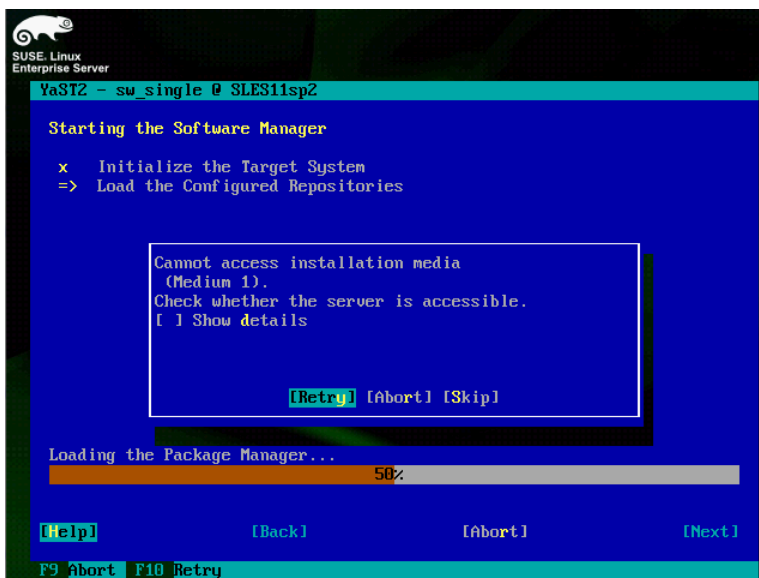 SUSE. Linux
Enterprise Server
YaST2 - sw_single @ SLES11sp2
Starting the Software Manager
x Initialize the Target System
=> Load the Configured Repositories
Cannot access installation media
(Medium 1).
Check whether the server is accessible.
[ ] Show details
[Retry] [Abort] [Skip]
Loading the Package Manager...
50%
[Help] [Back] [Abort] [Next]
F9 Abort F10 Retry